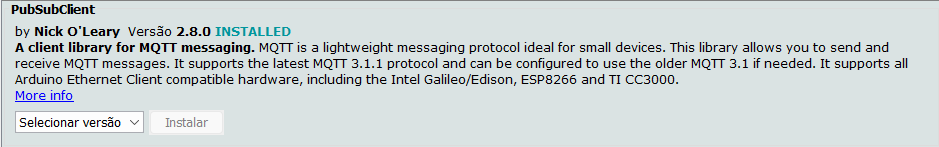 PubSubClient
by Nick O'Leary Versão 2.8.0 INSTALLED
A client library for MQTT messaging. MQTT is a lightweight messaging protocol ideal for small devices. This library allows you to send and
receive MQTT messages. It supports the latest MQTT 3.1.1 protocol and can be configured to use the older MQTT 3.1 if needed. It supports all
Arduino Ethernet Client compatible hardware, including the Intel Galileo/Edison, ESP8266 and TI CC3000.
More info
Selecionar versão Instalar